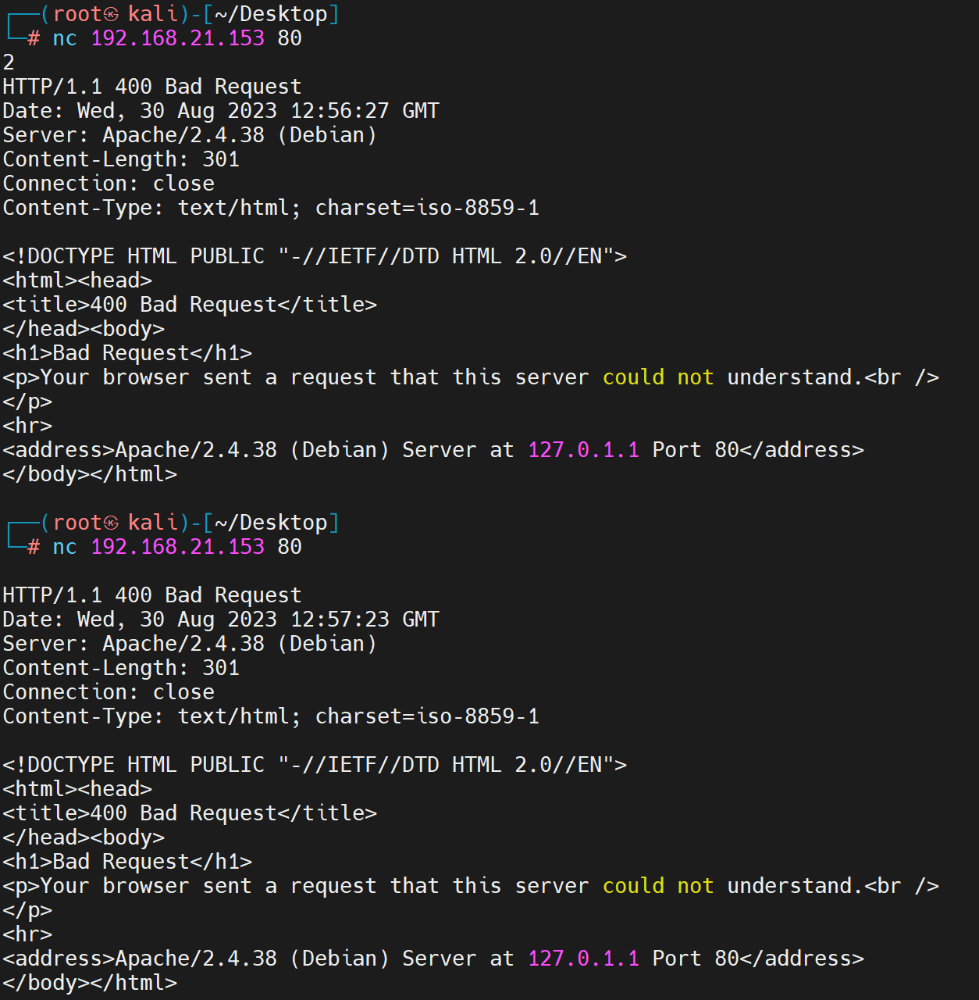 ┌──(root㉿kali)-[~/Desktop]
└─# nc 192.168.21.153 80
2
HTTP/1.1 400 Bad Request
Date: Wed, 30 Aug 2023 12:56:27 GMT
Server: Apache/2.4.38 (Debian)
Content-Length: 301
Connection: close
Content-Type: text/html; charset=iso-8859-1

<!DOCTYPE HTML PUBLIC "-//IETF//DTD HTML 2.0//EN">
<html><head>
<title>400 Bad Request</title>
</head><body>
<h1>Bad Request</h1>
<p>Your browser sent a request that this server could not understand.<br />
</p>
<hr>
<address>Apache/2.4.38 (Debian) Server at 127.0.1.1 Port 80</address>
</body></html>

┌──(root㉿kali)-[~/Desktop]
└─# nc 192.168.21.153 80

HTTP/1.1 400 Bad Request
Date: Wed, 30 Aug 2023 12:57:23 GMT
Server: Apache/2.4.38 (Debian)
Content-Length: 301
Connection: close
Content-Type: text/html; charset=iso-8859-1

<!DOCTYPE HTML PUBLIC "-//IETF//DTD HTML 2.0//EN">
<html><head>
<title>400 Bad Request</title>
</head><body>
<h1>Bad Request</h1>
<p>Your browser sent a request that this server could not understand.<br />
</p>
<hr>
<address>Apache/2.4.38 (Debian) Server at 127.0.1.1 Port 80</address>
</body></html>